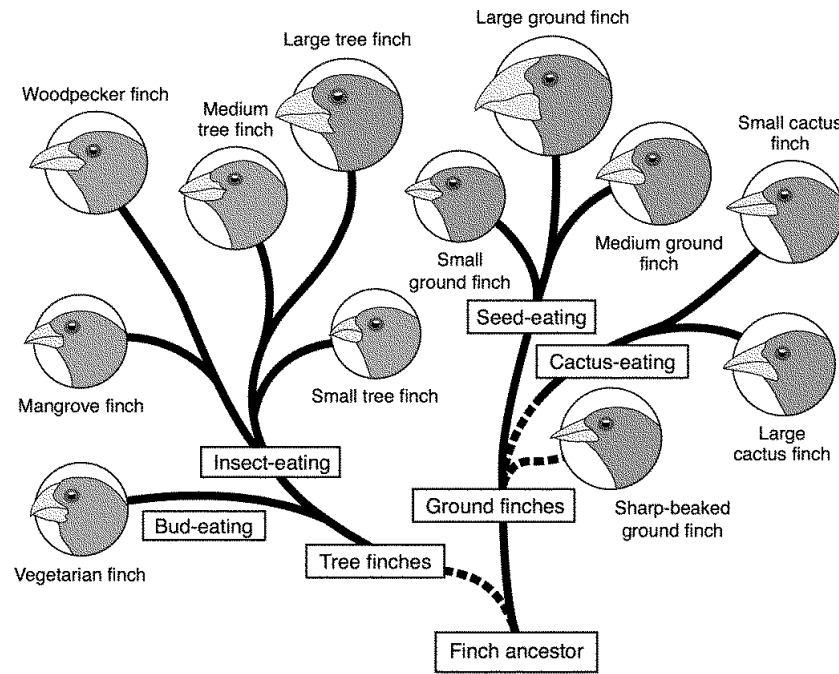 Large ground finch
Large tree finch
Woodpecker finch
Medium
tree finch
Small cactus
finch
Small
ground finch
Medium ground
finch
Seed-eating
Cactus-eating
Mangrove finch
Small tree finch
Large
cactus finch
Insect-eating
Ground finches
Sharp-beaked
ground finch
Bud-eating
Vegetarian finch
Tree finches
Finch ancestor